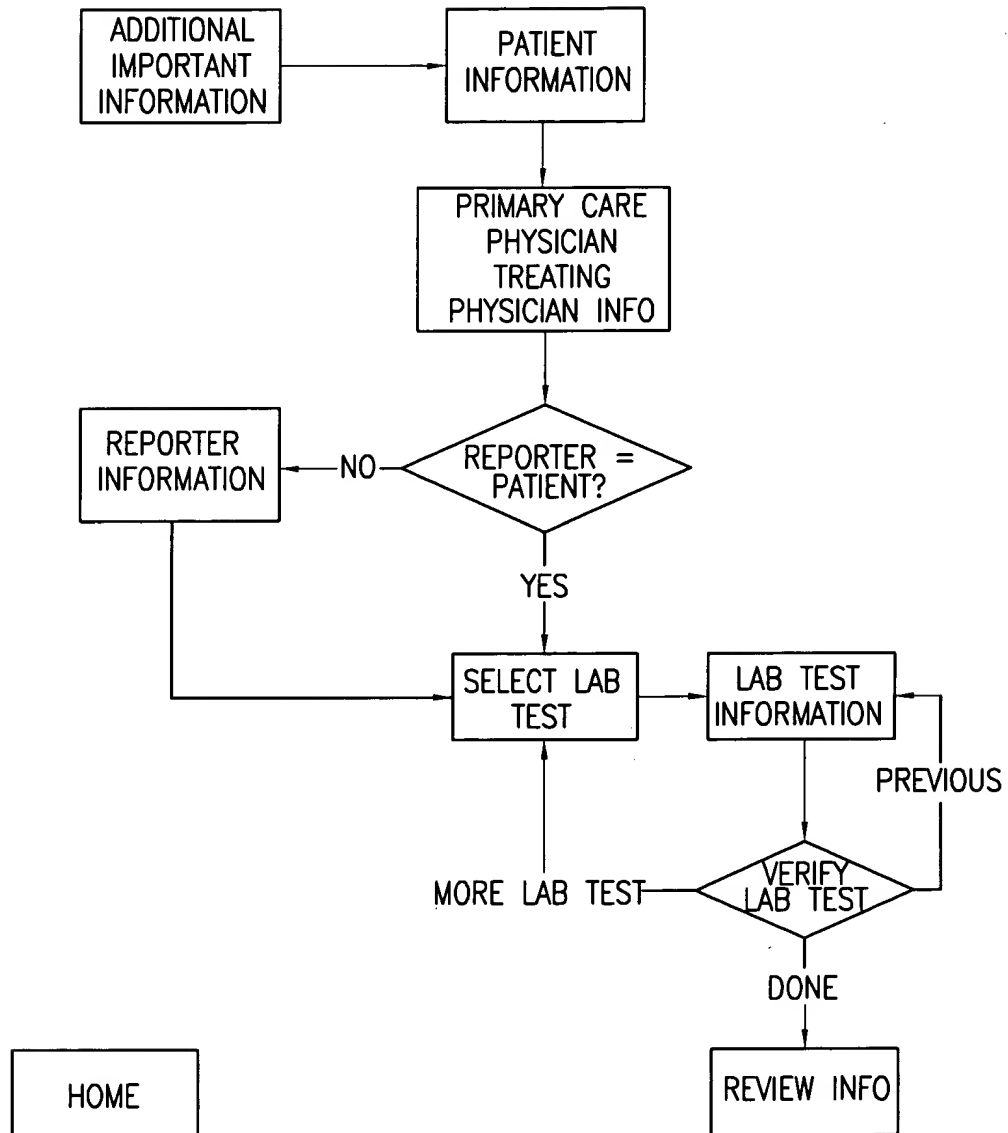 ADDITIONAL
IMPORTANT
INFORMATION
PATIENT
INFORMATION
PRIMARY CARE
PHYSICIAN
TREATING
PHYSICIAN INFO
REPORTER
INFORMATION
NO
REPORTER =
PATIENT?
YES
SELECT LAB
TEST
LAB TEST
INFORMATION
PREVIOUS
MORE LAB TEST
VERIFY
LAB TEST
DONE
HOME
REVIEW INFO